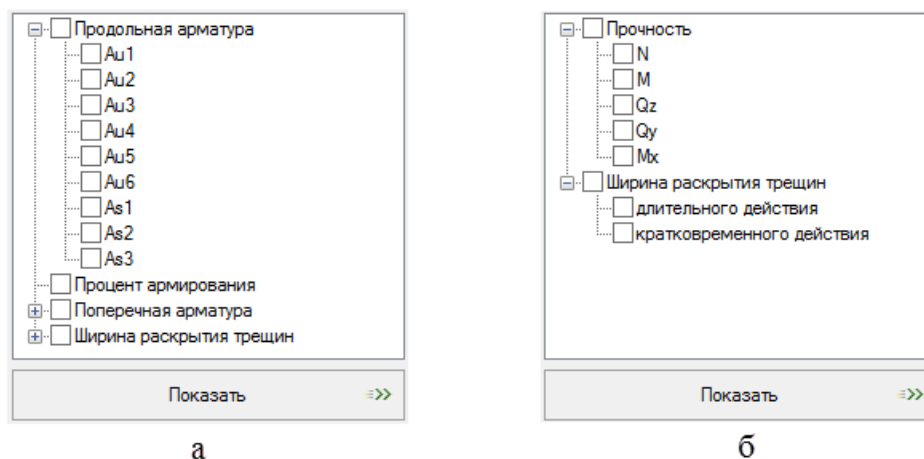 Продольная арматура
Au1
Au2
Au3
Au4
Au5
Au6
As1
As2
As3
Процент армирования
Поперечная арматура
Ширина раскрытия трещин
Показать
а
Прочность
N
M
Qz
Qy
Mx
Ширина раскрытия трещин
длительного действия
кратковременного действия
Показать
б